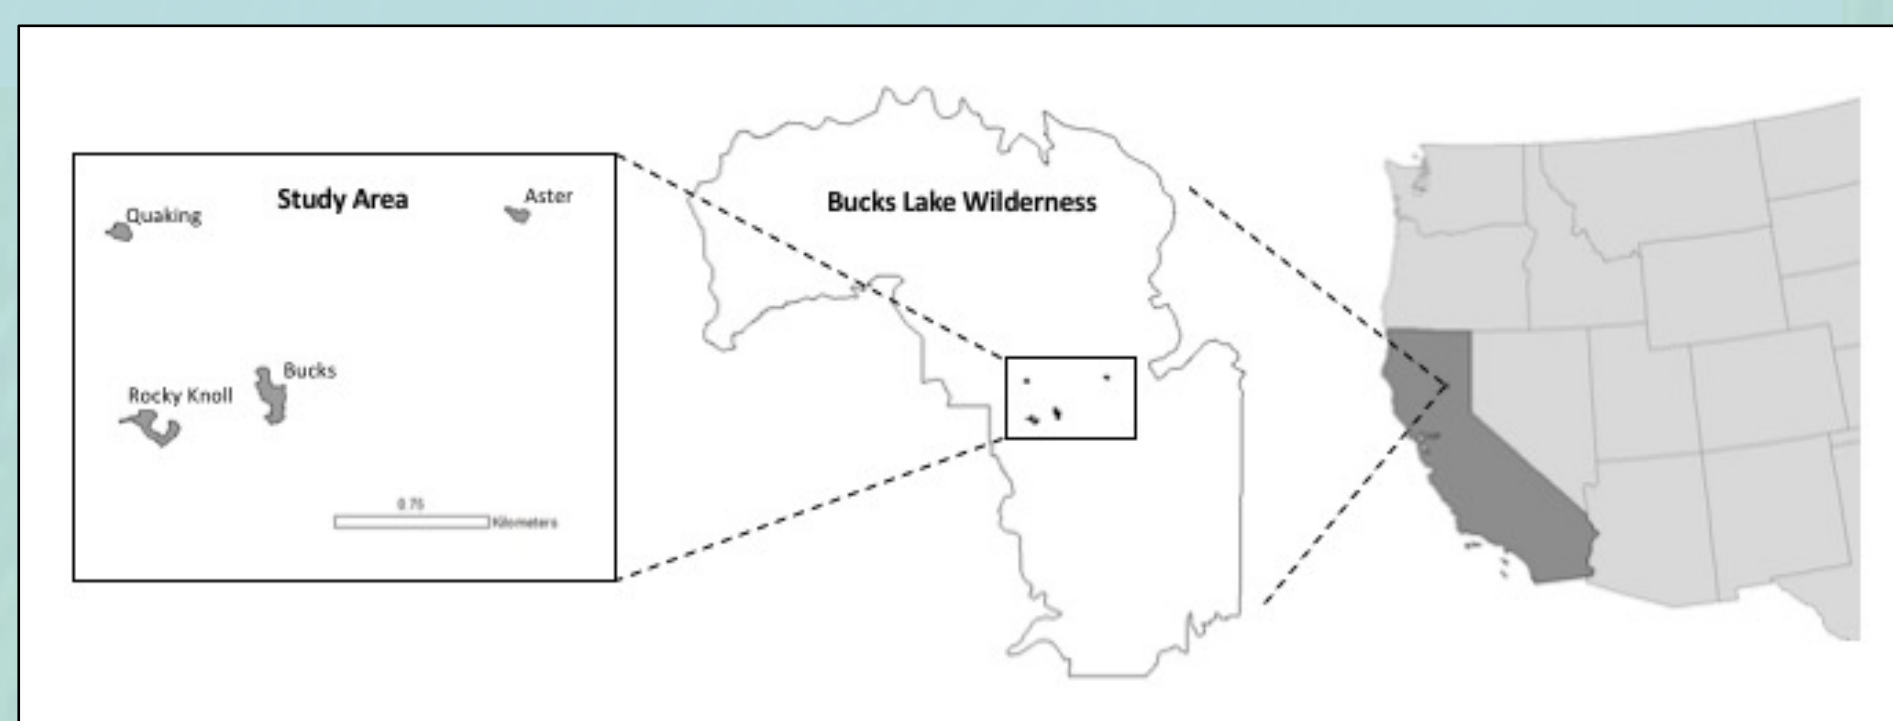 Study Area
Quaking
Aster
Bucks
Rocky Knoll
0.75
Kilometers
Bucks Lake Wilderness